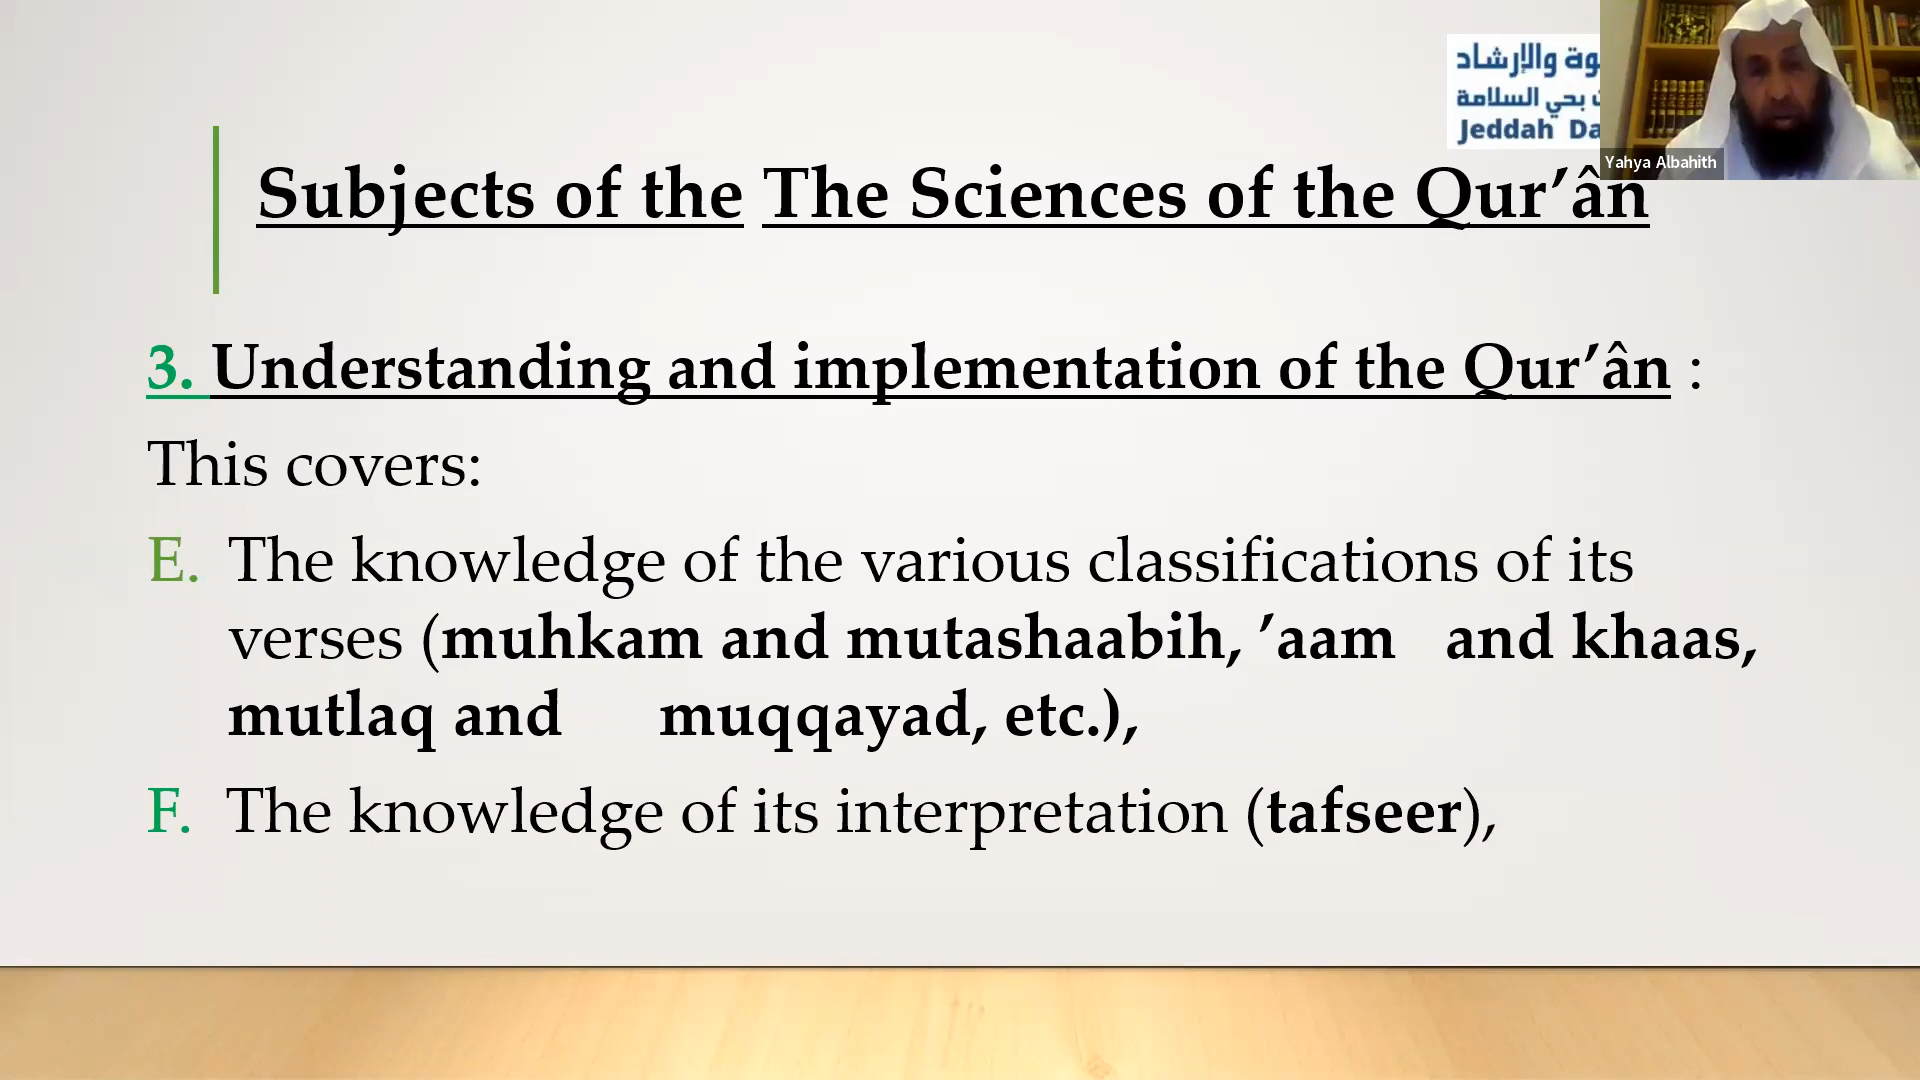 والإرشاد
بحي السلامة
Jeddah
Yahya Albahith
Subjects of the The Sciences of the Qur’ân
3. Understanding and implementation of the Qur’ân :
This covers:
E. The knowledge of the various classifications of its
verses (muhkam and mutashaabih, ’aam and khaas,
mutlaq and muqqayad, etc.),
F. The knowledge of its interpretation (tafseer),